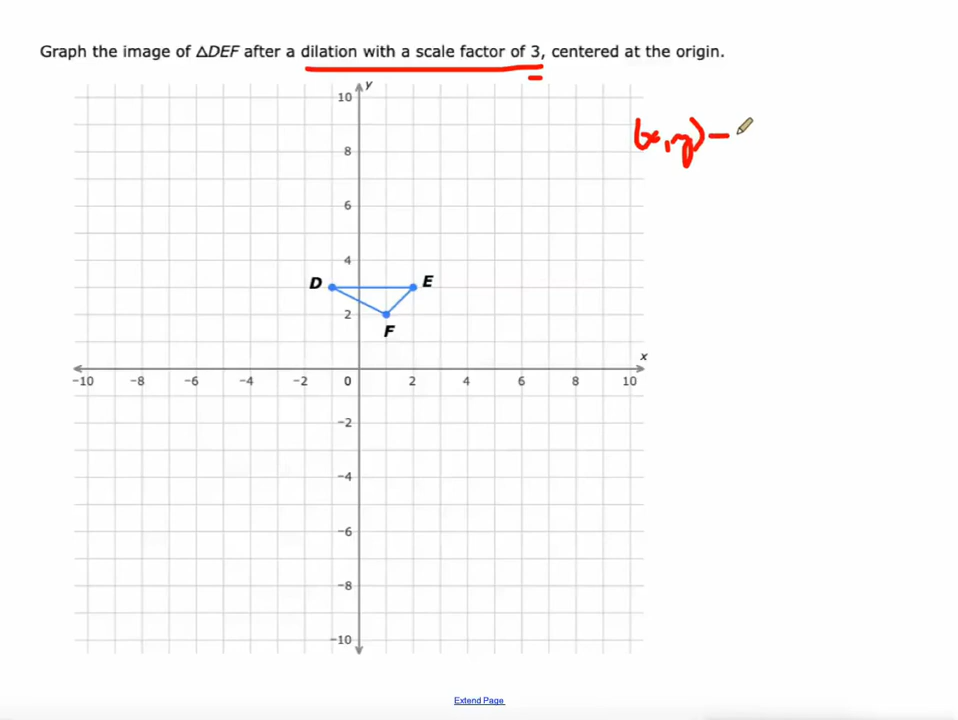 Graph the image of ΔDEF after a dilation with a scale factor of 3, centered at the origin.
y
10
(x,y) –
8
6
4
D
E
2
F
x
−10 −8 −6 −4 −2 0 2 4 6 8 10
−2
−4
−6
−8
−10
Extend Page